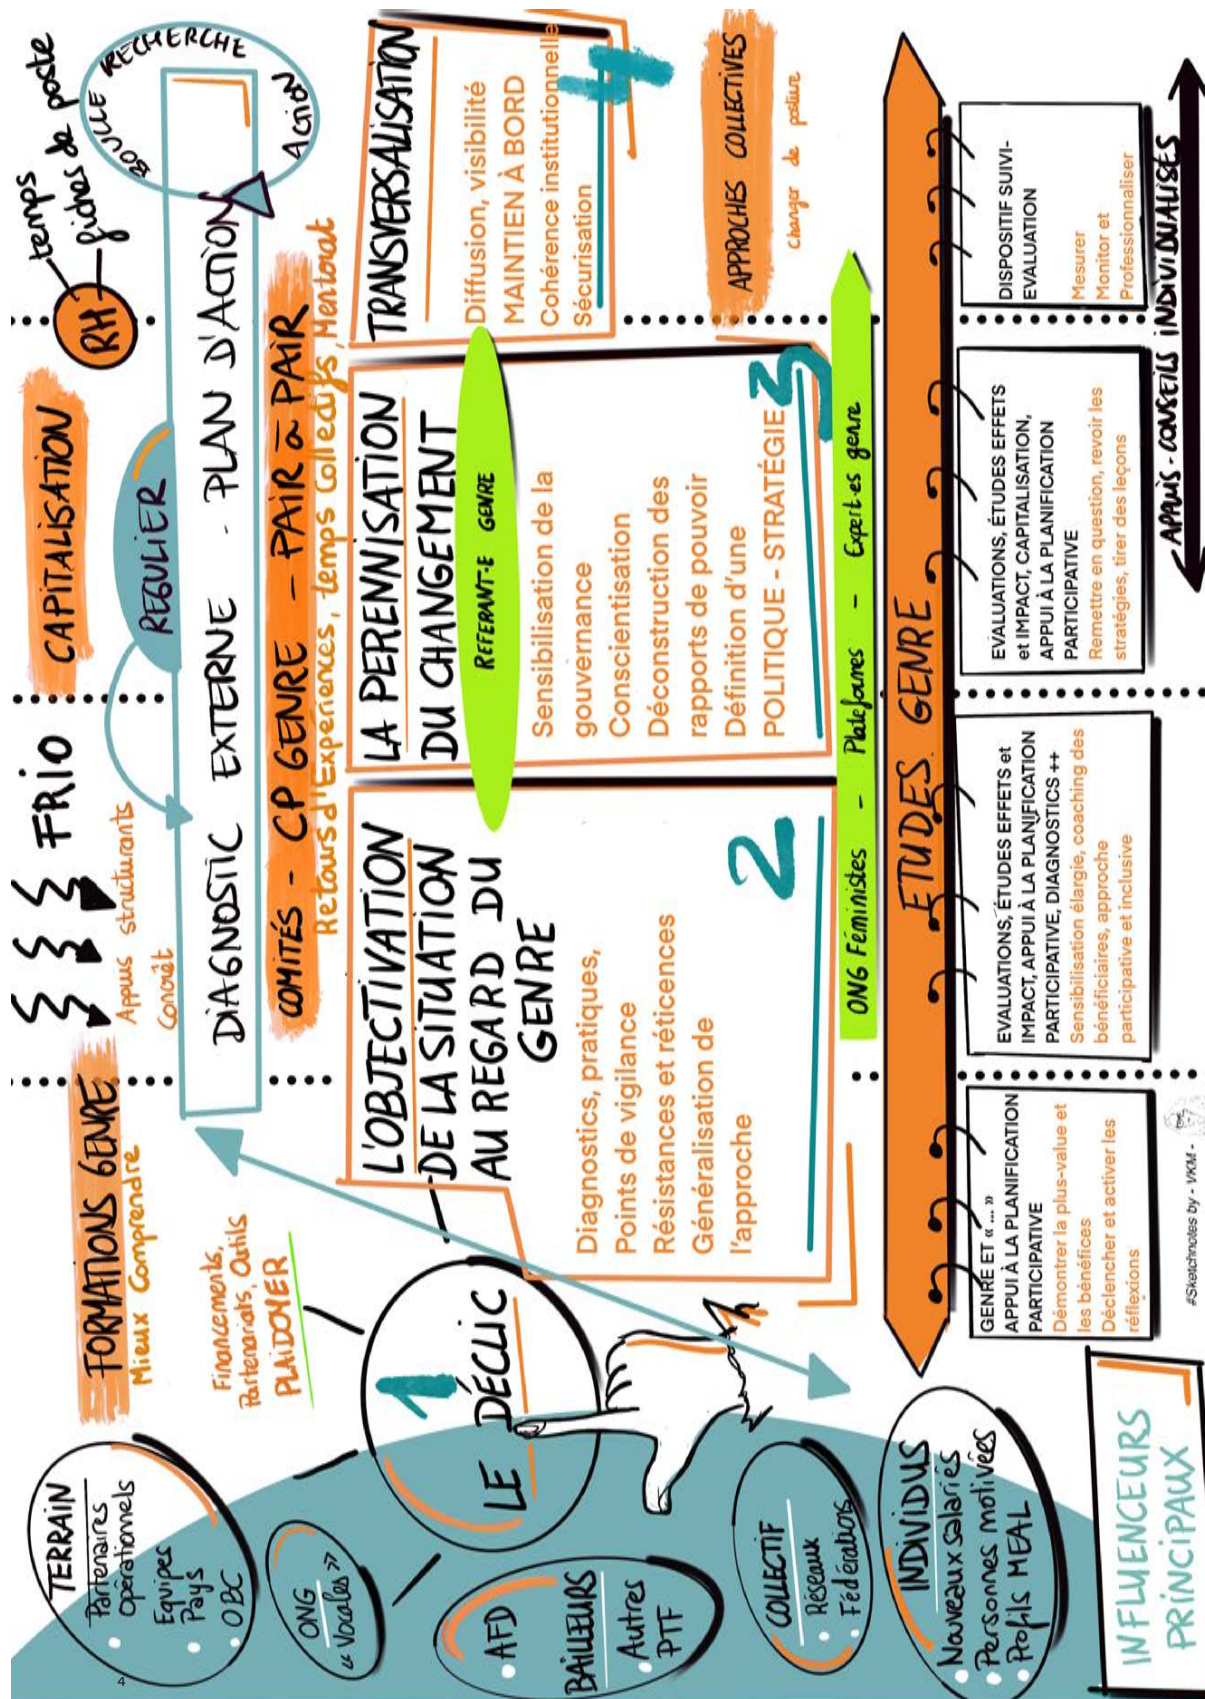 TERRAIN
Partenaires
opérationnels
Equipes
Pays
OBC
ONG
"Vocales"
AFD
BAILLEURS
Autres
PTF
COLLECTIF
Réseaux
Fédérations
INDIVIDUS
Nouveaux salariés
Personnes motivées
Profils MEAL
INFLUENCEURS
PRINCIPAUX
FORMATIONS GENRE
Mieux Comprendre
Financements,
Partenariats, Outils
PLAIDOYER
1
LE DÉCLIC
FRIO
Appuis structurants
Concrêt
CAPITALISATION
REGULIER
RH
temps
fiches de poste
BOUCLE RECHERCHE
ACTION
DIAGNOSTIC EXTERNE - PLAN D'ACTION
COMITÉS - CP GENRE - PAIR à PAIR
Retours d'Expériences, temps Collectifs, Mentorat
L'OBJECTIVATION
DE LA SITUATION
AU REGARD DU
GENRE
Diagnostics, pratiques,
Points de vigilance
Résistances et réticences
Généralisation de
l'approche
2
LA PERENNISATION
DU CHANGEMENT
REFERANT·E GENRE
Sensibilisation de la
gouvernance
Conscientisation
Déconstruction des
rapports de pouvoir
Définition d'une
POLITIQUE - STRATÉGIE
3
TRANSVERSALISATION
Diffusion, visibilité
MAINTIEN À BORD
Cohérence institutionnelle
Sécurisation
4
APPROCHES COLLECTIVES
Changer de posture
ONG Féministes - Plateformes - Expert·es genre
ETUDES GENRE
GENRE ET « ... »
APPUI À LA PLANIFICATION
PARTICIPATIVE
Démontrer la plus-value et
les bénéfices
Déclencher et activer les
réflexions
EVALUATIONS, ÉTUDES EFFETS et
IMPACT, APPUI À LA PLANIFICATION
PARTICIPATIVE, DIAGNOSTICS ++
Sensibilisation élargie, coaching des
bénéficiaires, approche
participative et inclusive
EVALUATIONS, ÉTUDES EFFETS
et IMPACT, CAPITALISATION,
APPUI À LA PLANIFICATION
PARTICIPATIVE
Remettre en question, revoir les
stratégies, tirer des leçons
DISPOSITIF SUIVI-
EVALUATION
Mesurer
Monitor et
Professionnaliser
APPUIS - CONSEILS INDIVIDUALISÉS
#Sketchnotes by - VKM -
4